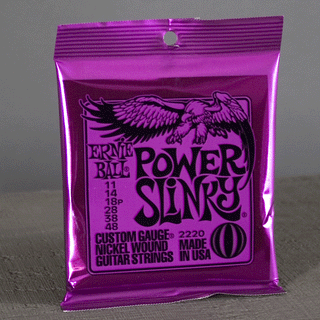 ERNIE BALL
POWER SLINKY
11
14
18P
28
38
48
CUSTOM GAUGE®
NICKEL WOUND
GUITAR STRINGS
2220
MADE
IN USA